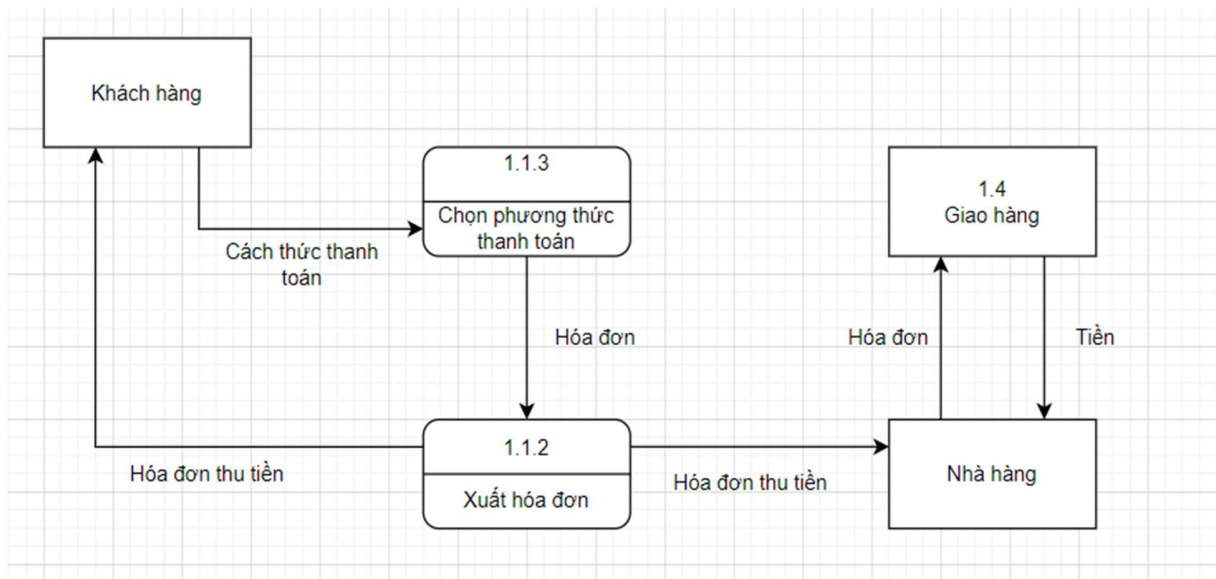 Khách hàng
1.1.3
Chọn phương thức
thanh toán
1.4
Giao hàng
Cách thức thanh
toán
Hóa đơn
Hóa đơn
Tiền
1.1.2
Xuất hóa đơn
Hóa đơn thu tiền
Hóa đơn thu tiền
Nhà hàng